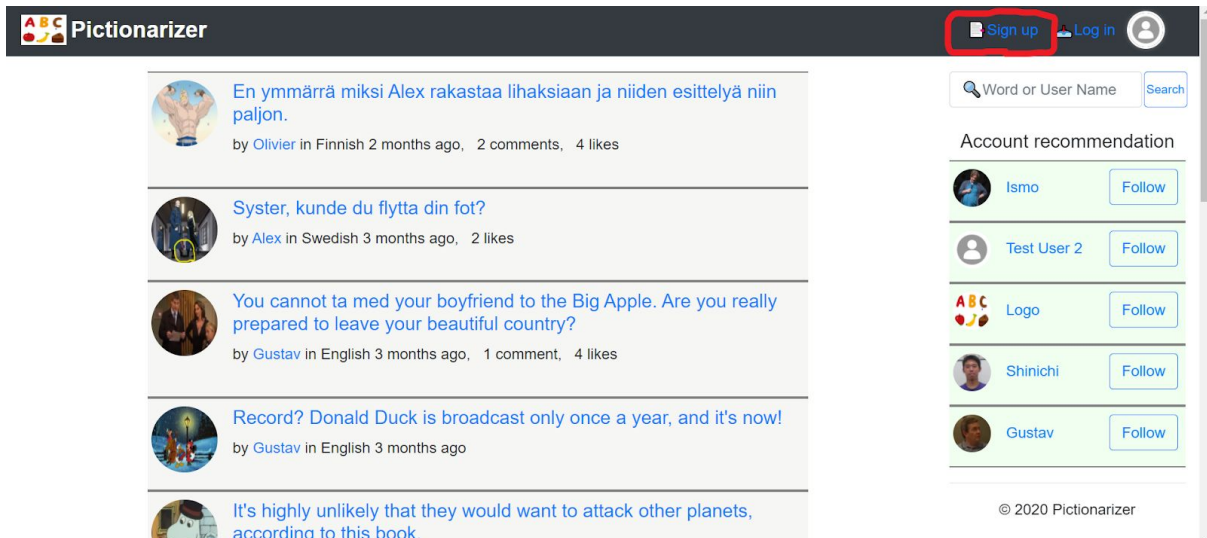 ABC Pictionarizer
Sign up Log in
En ymmärrä miksi Alex rakastaa lihaksiaan ja niiden esittelyä niin
paljon.
by Olivier in Finnish 2 months ago, 2 comments, 4 likes
Syster, kunde du flytta din fot?
by Alex in Swedish 3 months ago, 2 likes
You cannot ta med your boyfriend to the Big Apple. Are you really
prepared to leave your beautiful country?
by Gustav in English 3 months ago, 1 comment, 4 likes
Record? Donald Duck is broadcast only once a year, and it's now!
by Gustav in English 3 months ago
It's highly unlikely that they would want to attack other planets,
according to this book.
Word or User Name Search
Account recommendation
Ismo Follow
Test User 2 Follow
ABC Logo Follow
Shinichi Follow
Gustav Follow
© 2020 Pictionarizer